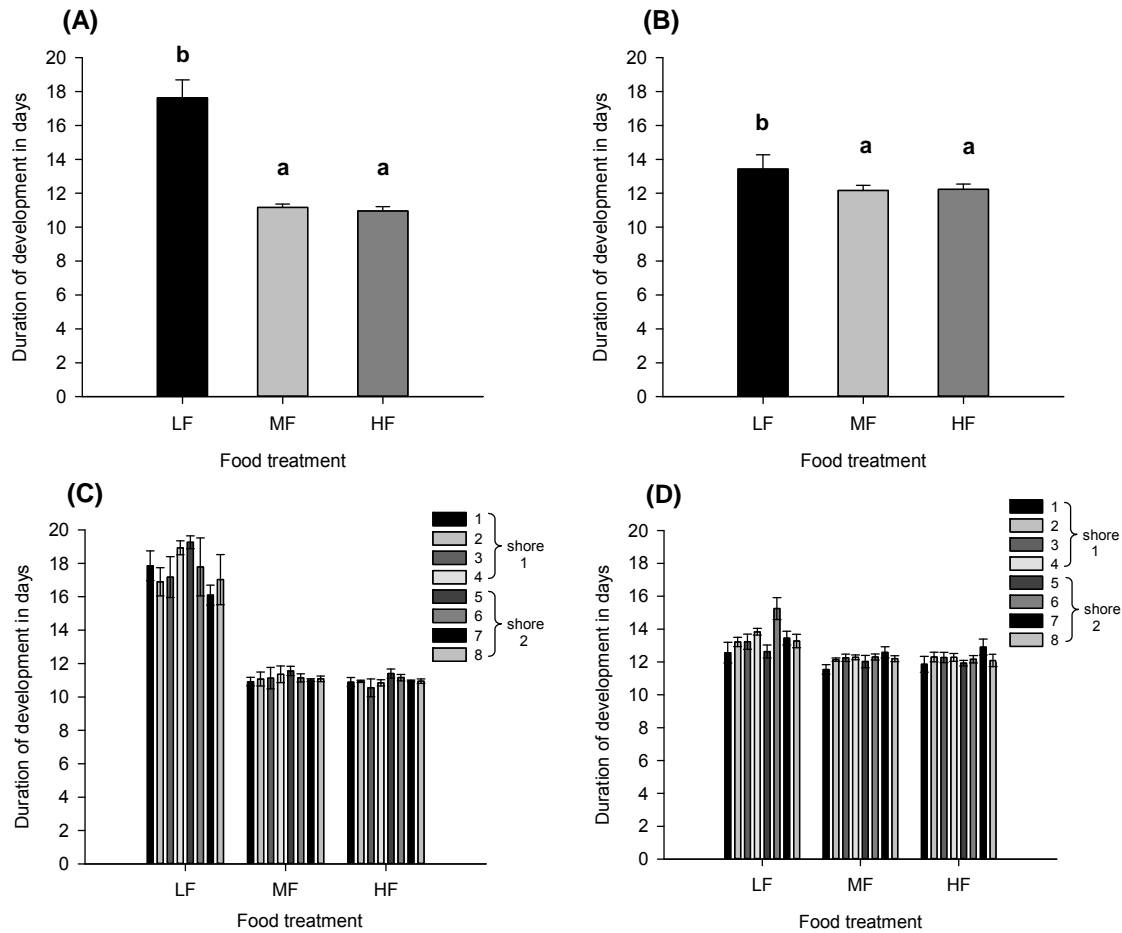 (A)
Duration of development in days
20
18
16
14
12
10
8
6
4
2
0
b
a
a
LF MF HF
Food treatment
(B)
Duration of development in days
20
18
16
14
12
10
8
6
4
2
0
b
a
a
LF MF HF
Food treatment
(C)
Duration of development in days
20
18
16
14
12
10
8
6
4
2
0
LF MF HF
Food treatment
1
2
3
4
5
6
7
8
shore
1
shore
2
(D)
Duration of development in days
20
18
16
14
12
10
8
6
4
2
0
LF MF HF
Food treatment
1
2
3
4
5
6
7
8
shore
1
shore
2